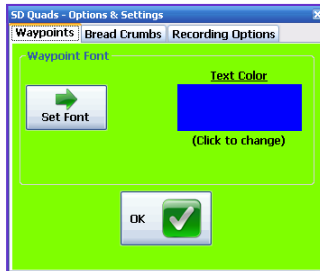 SD Quads - Options & Settings
Waypoints Bread Crumbs Recording Options
Waypoint Font
Text Color
Set Font
(Click to change)
OK